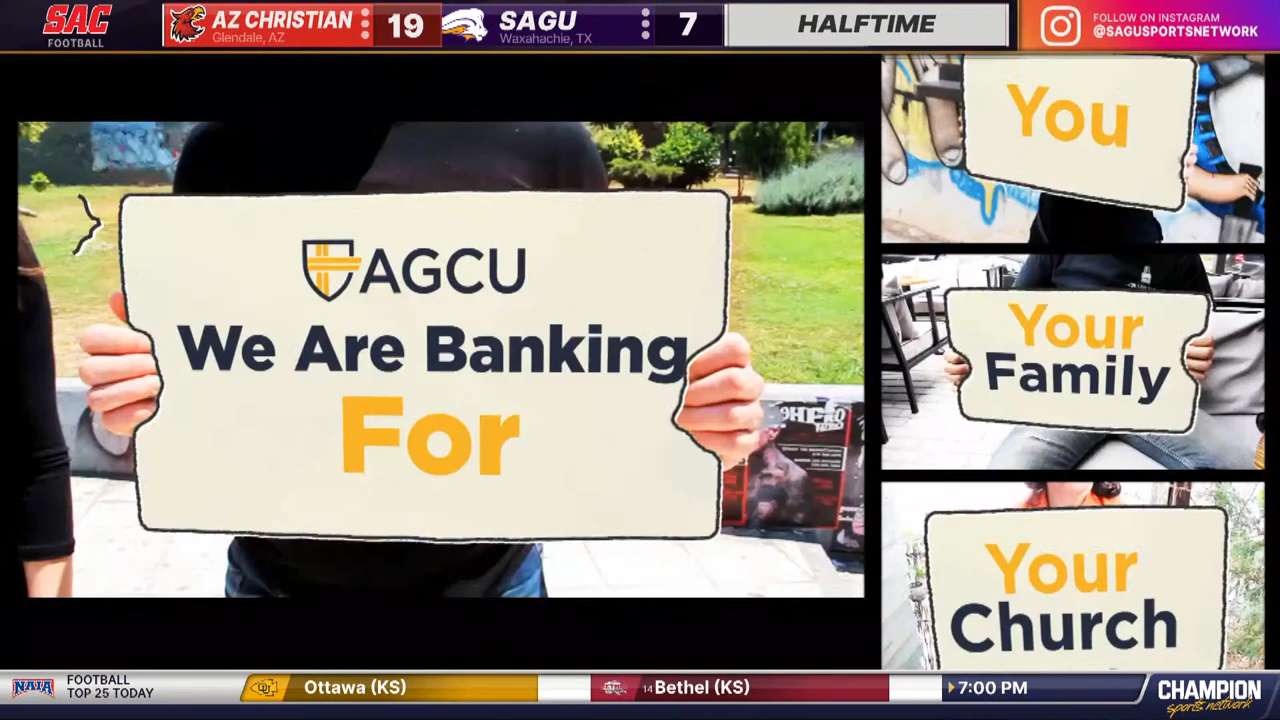 SAC
FOOTBALL
AZ CHRISTIAN
Glendale, AZ
19
SAGU
Waxahachie, TX
7
HALFTIME
FOLLOW ON INSTAGRAM
@SAGUSPORTSNETWORK
AGCU
We Are Banking
For
You
Your
Family
Your
Church
NAIA
FOOTBALL
TOP 25 TODAY
OU
Ottawa (KS)
14 Bethel (KS)
7:00 PM
CHAMPION
sports network